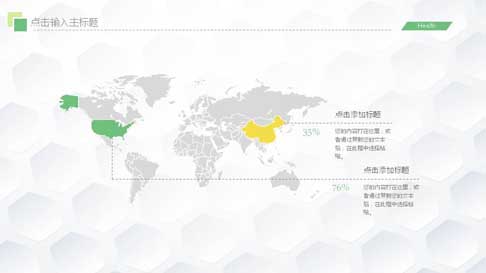 点击输入主标题
Health
点击添加标题
35%
您的内容打在这里，或
者通过复制您的文本
后，在此框中选择粘
贴。
点击添加标题
76%
您的内容打在这里，或
者通过复制您的文本
后，在此框中选择粘
贴。